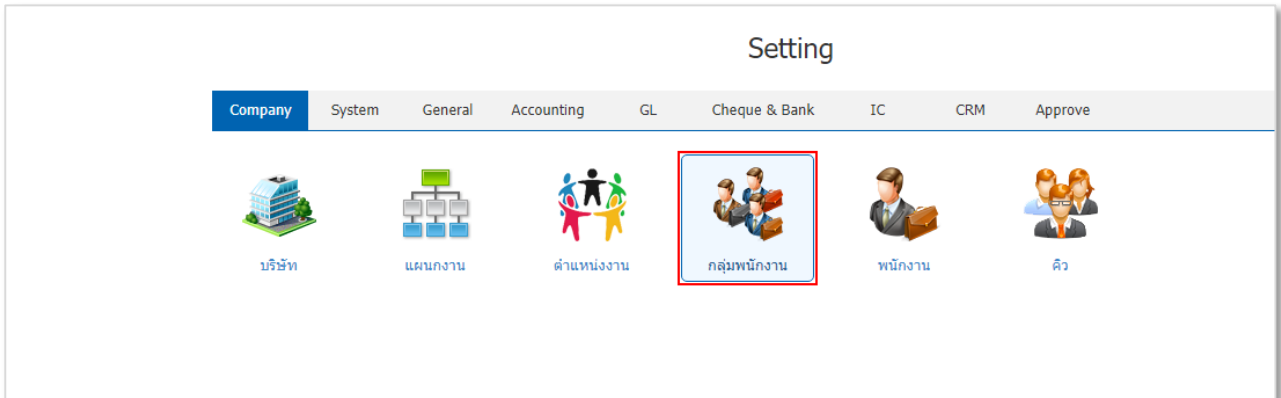 Setting
Company System General Accounting GL Cheque & Bank IC CRM Approve
บริษัท แผนกงาน ตำแหน่งงาน กลุ่มพนักงาน พนักงาน คิว